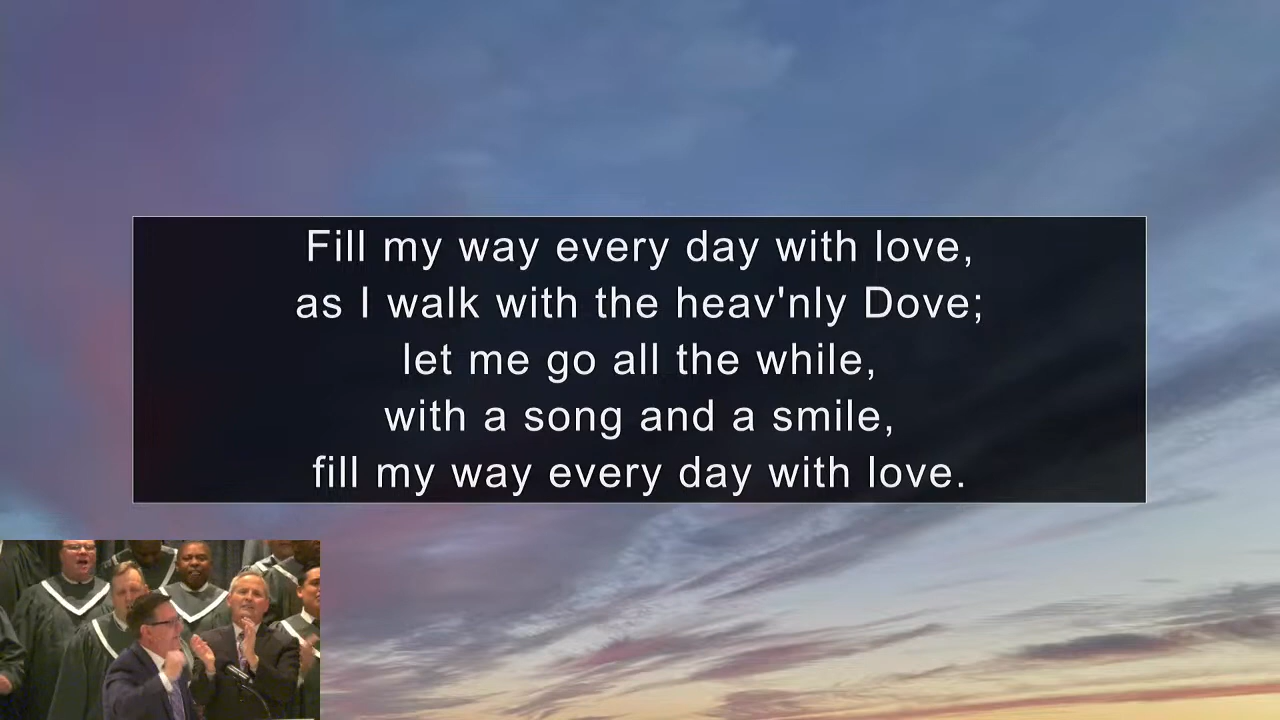 Fill my way every day with love,
as I walk with the heav'nly Dove;
let me go all the while,
with a song and a smile,
fill my way every day with love.